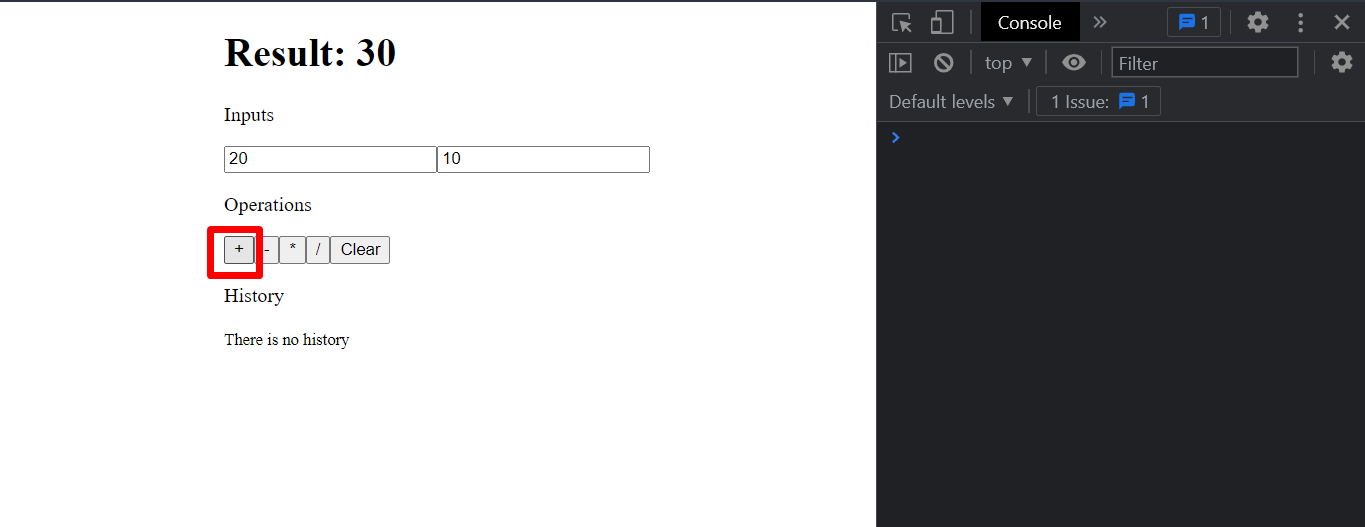 Result: 30
Inputs
20 10
Operations
+ - * / Clear
History
There is no history
Console 1
top Filter
Default levels 1 Issue: 1